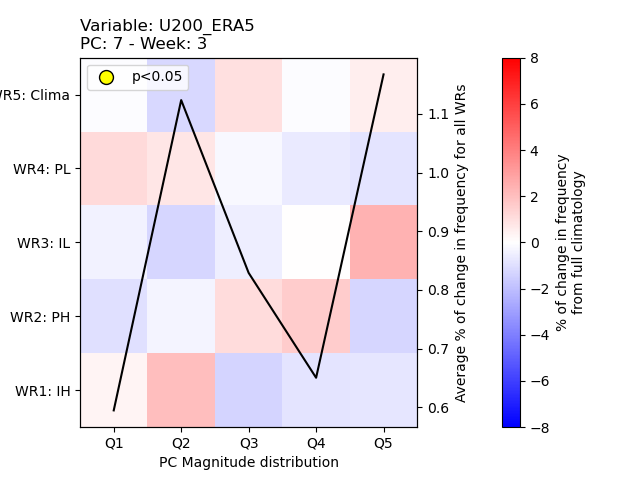 Variable: U200_ERA5
PC: 7 - Week: 3
p<0.05
WR5: Clima
WR4: PL
WR3: IL
WR2: PH
WR1: IH
Q1 Q2 Q3 Q4 Q5
PC Magnitude distribution
1.1
1.0
0.9
0.8
0.7
0.6
Average % of change in frequency for all WRs
8
6
4
2
0
−2
−4
−6
−8
% of change in frequency
from full climatology